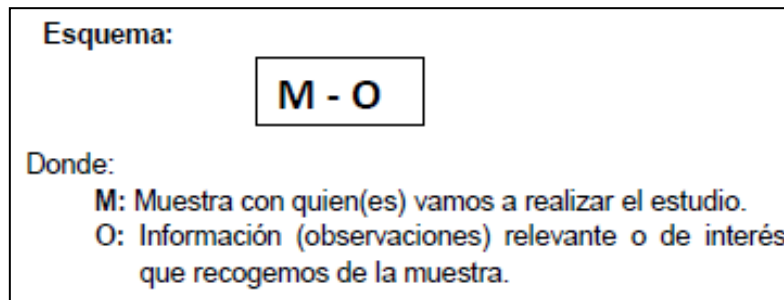 Esquema:
M - O
Donde:
M: Muestra con quien(es) vamos a realizar el estudio.
O: Información (observaciones) relevante o de interés
que recogemos de la muestra.